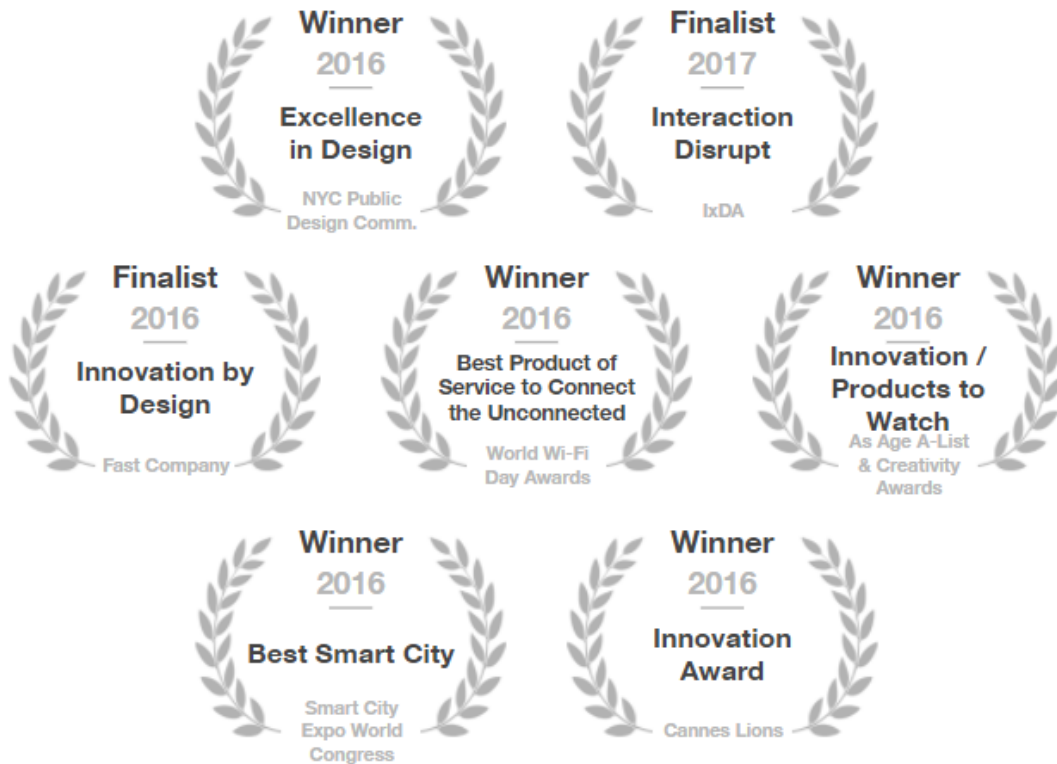 Winner
2016
Excellence
in Design
NYC Public
Design Comm.
Finalist
2017
Interaction
Disrupt
IxDA
Finalist
2016
Innovation by
Design
Fast Company
Winner
2016
Best Product of
Service to Connect
the Unconnected
World Wi-Fi
Day Awards
Winner
2016
Innovation /
Products to
Watch
As Age A-List
& Creativity
Awards
Winner
2016
Best Smart City
Smart City
Expo World
Congress
Winner
2016
Innovation
Award
Cannes Lions